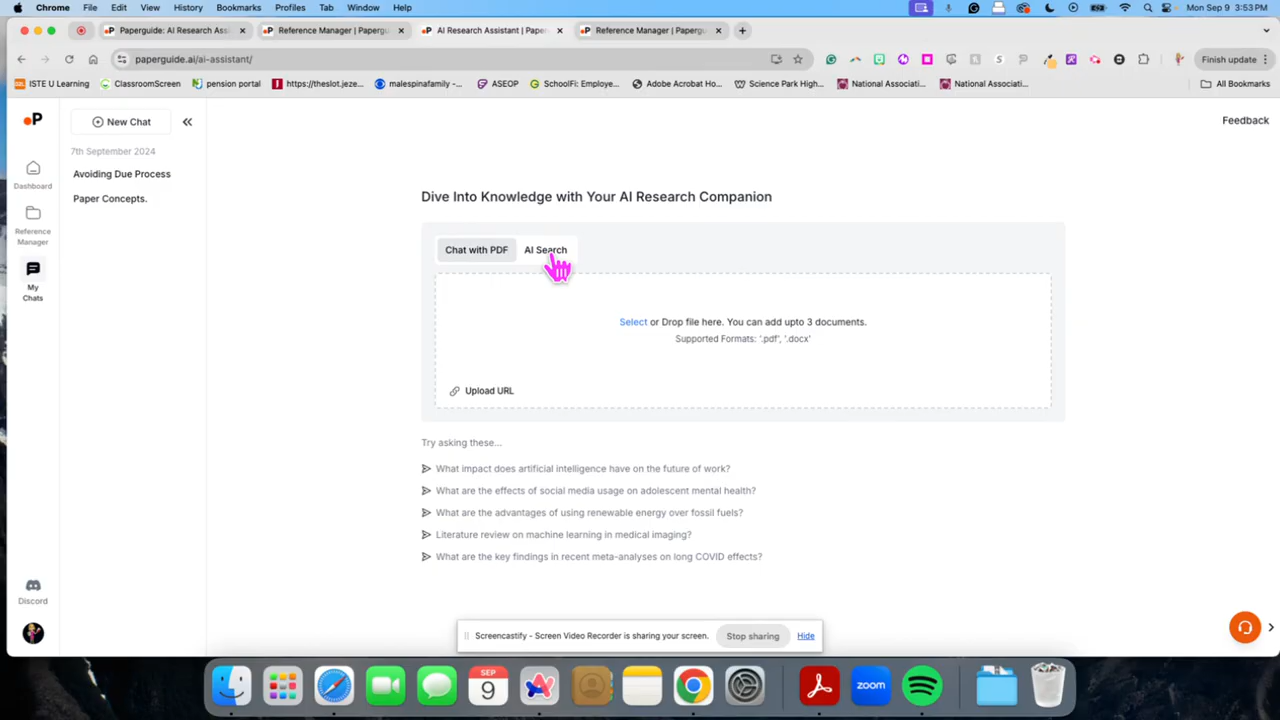 Chrome File Edit View History Bookmarks Profiles Tab Window Help Mon Sep 9 3:53 PM
Paperguide: AI Research Assi Reference Manager | Paperg AI Research Assistant | Paper Reference Manager | Papergu
paperguide.ai/ai-assistant/ Finish update
ISTE U Learning ClassroomScreen pension portal https://theslot.jeze... malespinafamily -... ASEOP SchoolFi: Employe... Adobe Acrobat Ho... Science Park High... National Associati... National Associati... All Bookmarks
New Chat
Feedback
7th September 2024
Avoiding Due Process
Paper Concepts.
Dashboard
Reference
Manager
My
Chats
Dive Into Knowledge with Your AI Research Companion
Chat with PDF AI Search
Select or Drop file here. You can add upto 3 documents.
Supported Formats: '.pdf', '.docx'
Upload URL
Try asking these...
What impact does artificial intelligence have on the future of work?
What are the effects of social media usage on adolescent mental health?
What are the advantages of using renewable energy over fossil fuels?
Literature review on machine learning in medical imaging?
What are the key findings in recent meta-analyses on long COVID effects?
Discord
Screencastify - Screen Video Recorder is sharing your screen. Stop sharing Hide
SEP
9
zoom